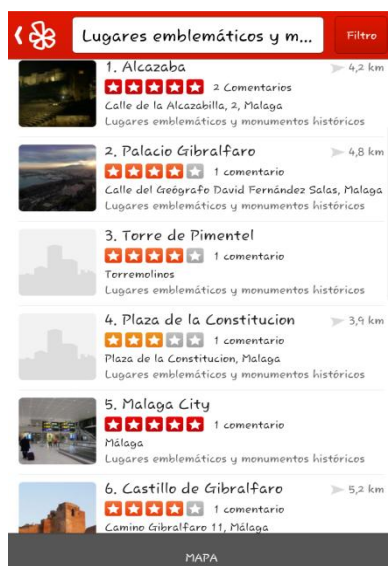 Lugares emblemáticos y m...
Filtro
1. Alcazaba
4,2 km
2 Comentarios
Calle de la Alcazabilla, 2, Malaga
Lugares emblemáticos y monumentos históricos
2. Palacio Gibralfaro
4,8 km
1 comentario
Calle del Geógrafo David Fernández Salas, Malaga
Lugares emblemáticos y monumentos históricos
3. Torre de Pimentel
1 comentario
Torremolinos
Lugares emblemáticos y monumentos históricos
4. Plaza de la Constitucion
3,9 km
1 comentario
Plaza de la Constitucion, Malaga
Lugares emblemáticos y monumentos históricos
5. Malaga City
1 comentario
Málaga
Lugares emblemáticos y monumentos históricos
6. Castillo de Gibralfaro
5,2 km
1 comentario
Camino Gibralfaro 11, Málaga
MAPA